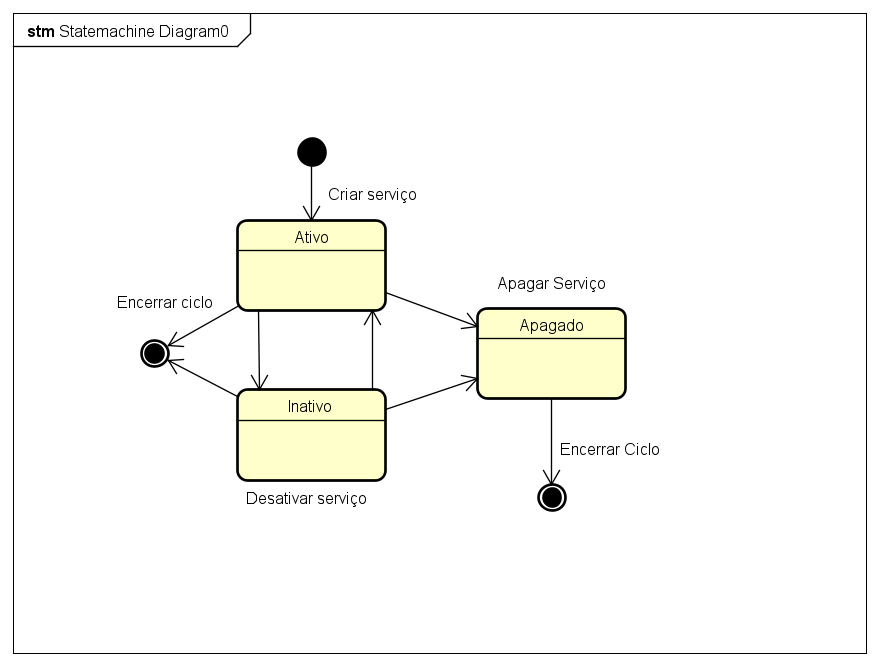 stm Statemachine Diagram0
Criar serviço
Ativo
Apagar Serviço
Encerrar ciclo
Apagado
Inativo
Encerrar Ciclo
Desativar serviço